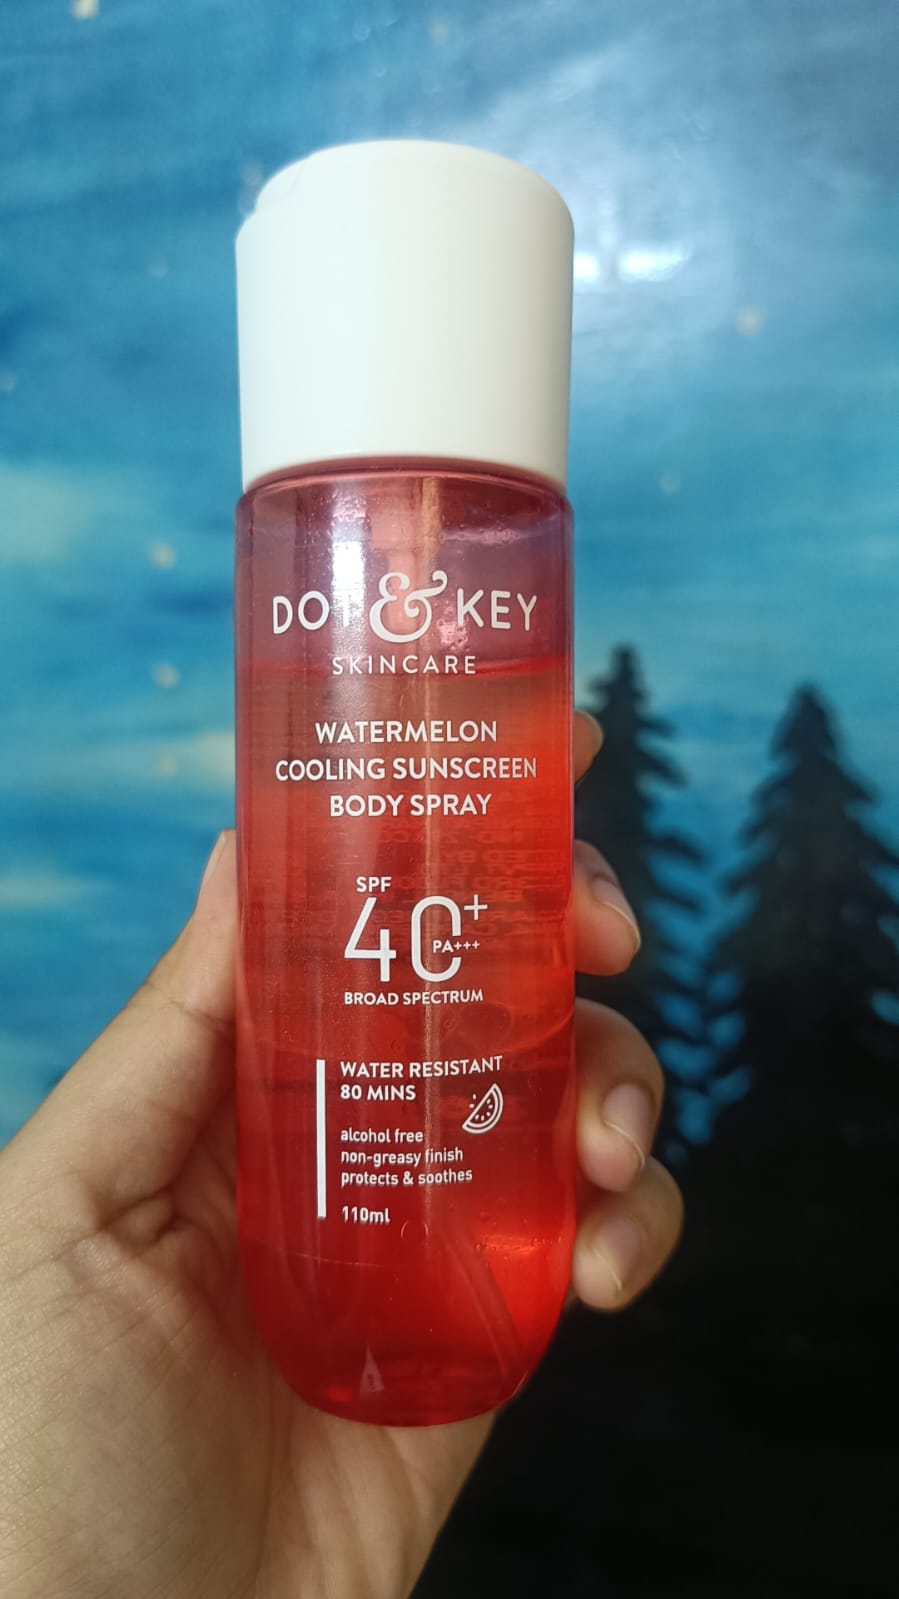 DOT & KEY
SKINCARE
WATERMELON
COOLING SUNSCREEN
BODY SPRAY
SPF
40+
PA+++
BROAD SPECTRUM
WATER RESISTANT
80 MINS
alcohol free
non-greasy finish
protects & soothes
110ml